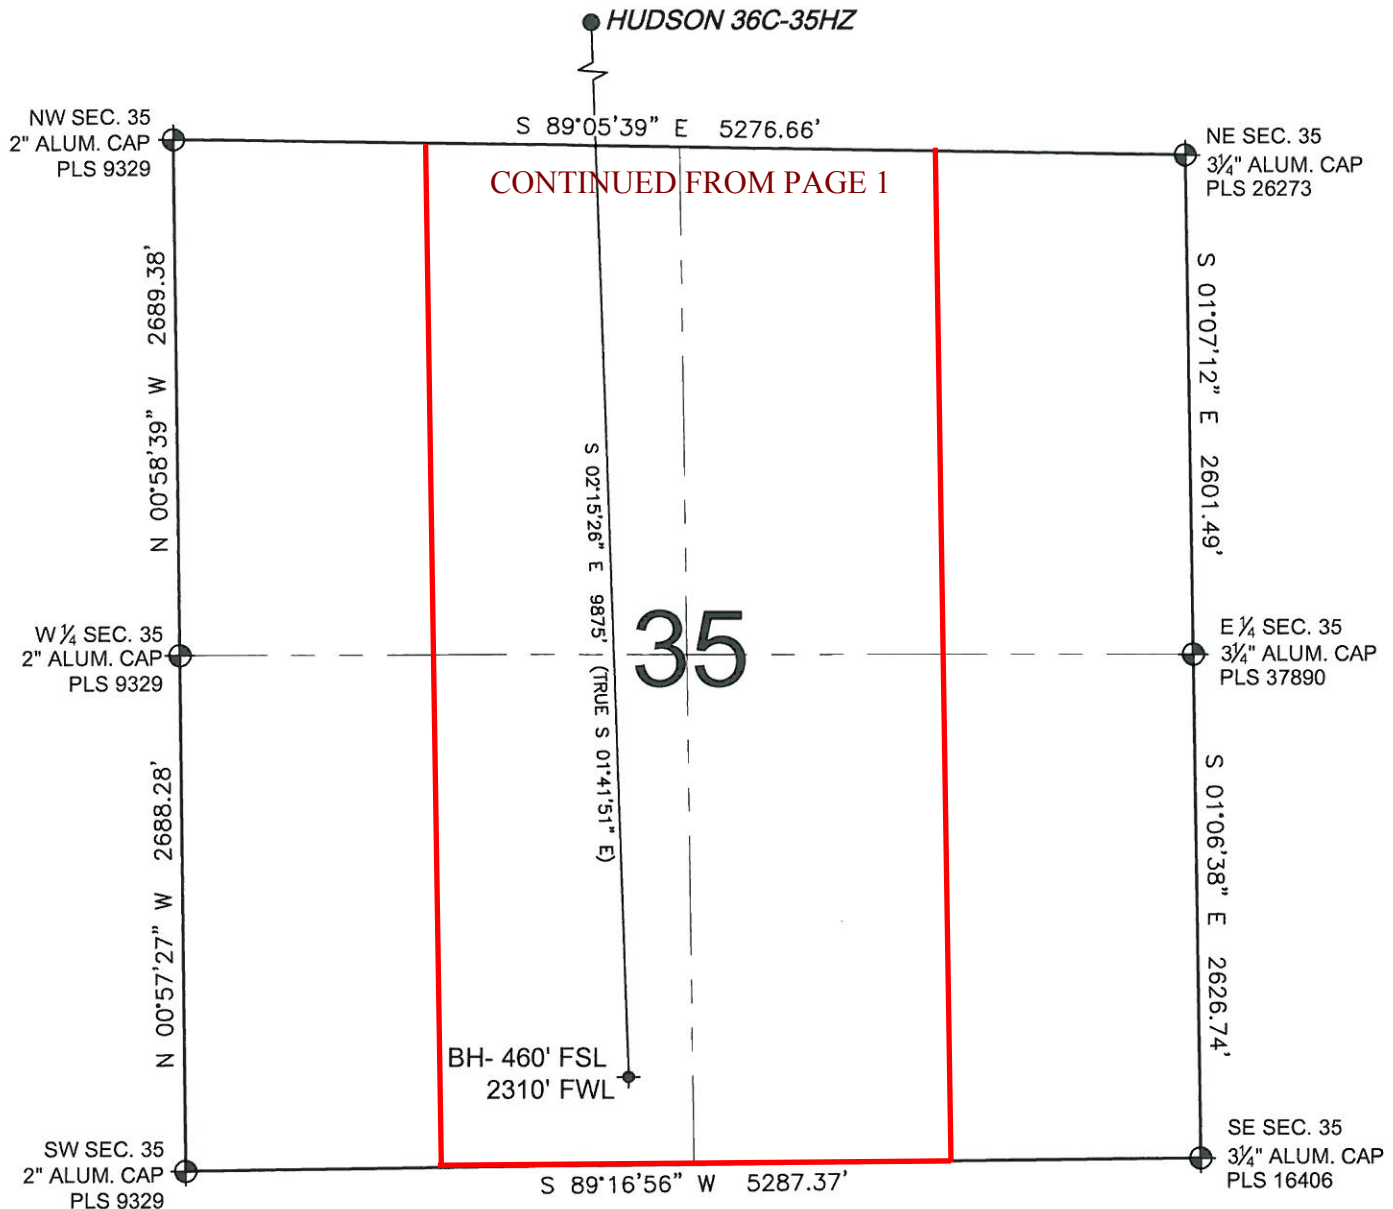 HUDSON 36C-35HZ
NW SEC. 35
2" ALUM. CAP
PLS 9329
S 89°05'39" E 5276.66'
NE SEC. 35
3¼" ALUM. CAP
PLS 26273
CONTINUED FROM PAGE 1
N 00°58'39" W 2689.38'
S 01°07'12" E 2601.49'
S 02°15'26" E 9875' (TRUE S 01°41'51" E)
35
W ¼ SEC. 35
2" ALUM. CAP
PLS 9329
E ¼ SEC. 35
3¼" ALUM. CAP
PLS 37890
N 00°57'27" W 2688.28'
S 01°06'38" E 2626.74'
BH- 460' FSL
2310' FWL
SW SEC. 35
2" ALUM. CAP
PLS 9329
S 89°16'56" W 5287.37'
SE SEC. 35
3¼" ALUM. CAP
PLS 16406